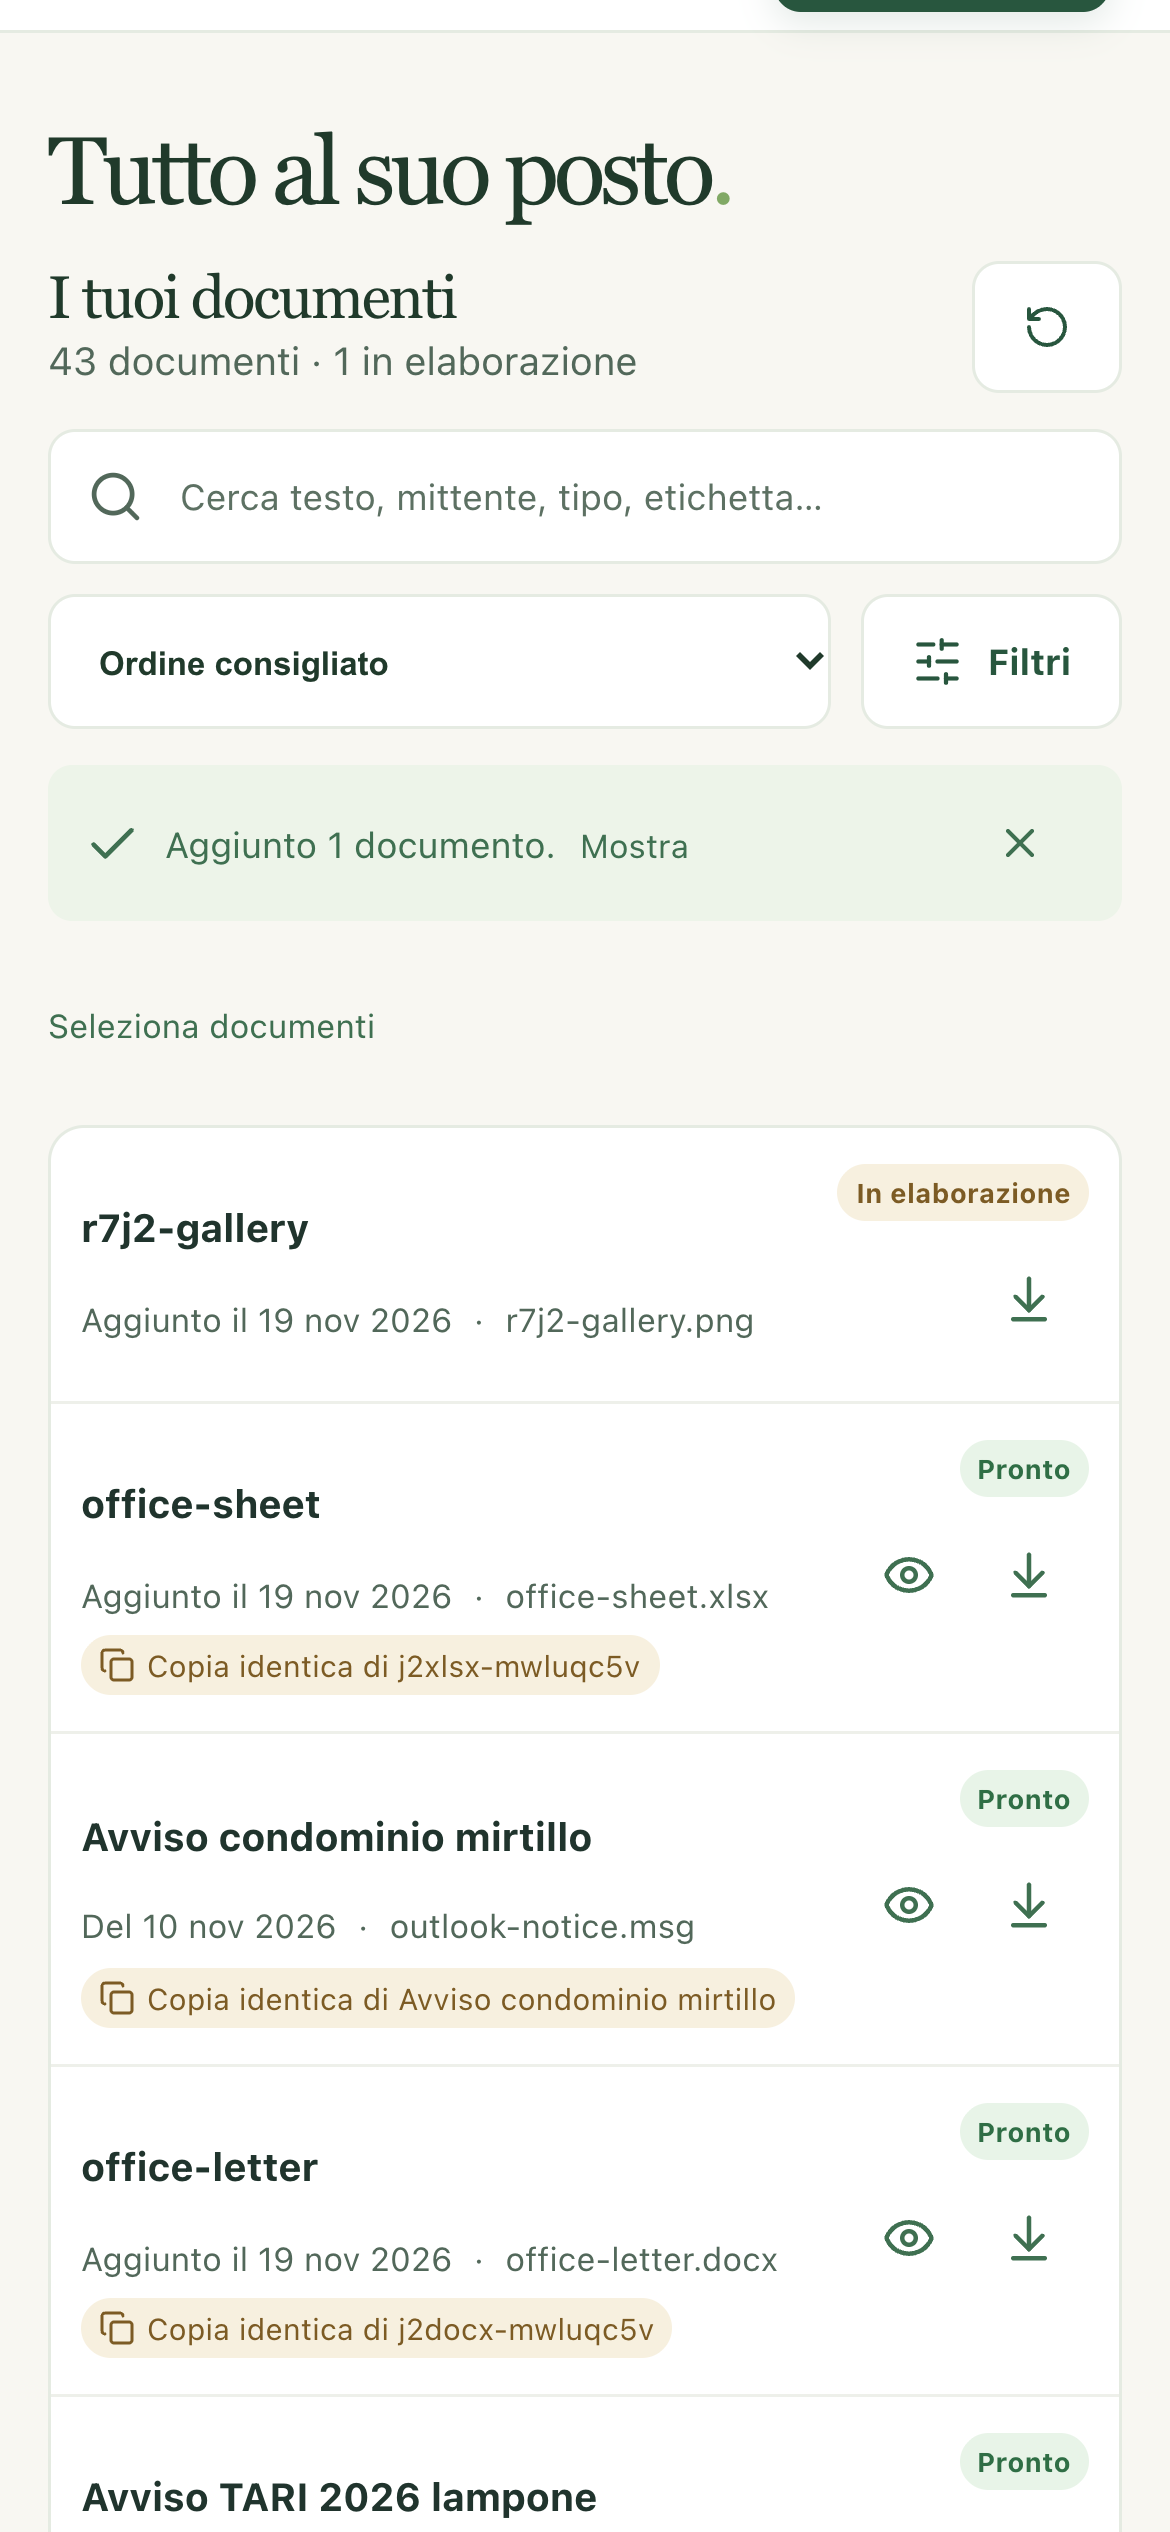 Tutto al suo posto.
I tuoi documenti
43 documenti · 1 in elaborazione
Cerca testo, mittente, tipo, etichetta...
Ordine consigliato
Filtri
Aggiunto 1 documento. Mostra
Seleziona documenti
In elaborazione
r7j2-gallery
Aggiunto il 19 nov 2026 · r7j2-gallery.png
Pronto
office-sheet
Aggiunto il 19 nov 2026 · office-sheet.xlsx
Copia identica di j2xlsx-mwluqc5v
Pronto
Avviso condominio mirtillo
Del 10 nov 2026 · outlook-notice.msg
Copia identica di Avviso condominio mirtillo
Pronto
office-letter
Aggiunto il 19 nov 2026 · office-letter.docx
Copia identica di j2docx-mwluqc5v
Pronto
Avviso TARI 2026 lampone